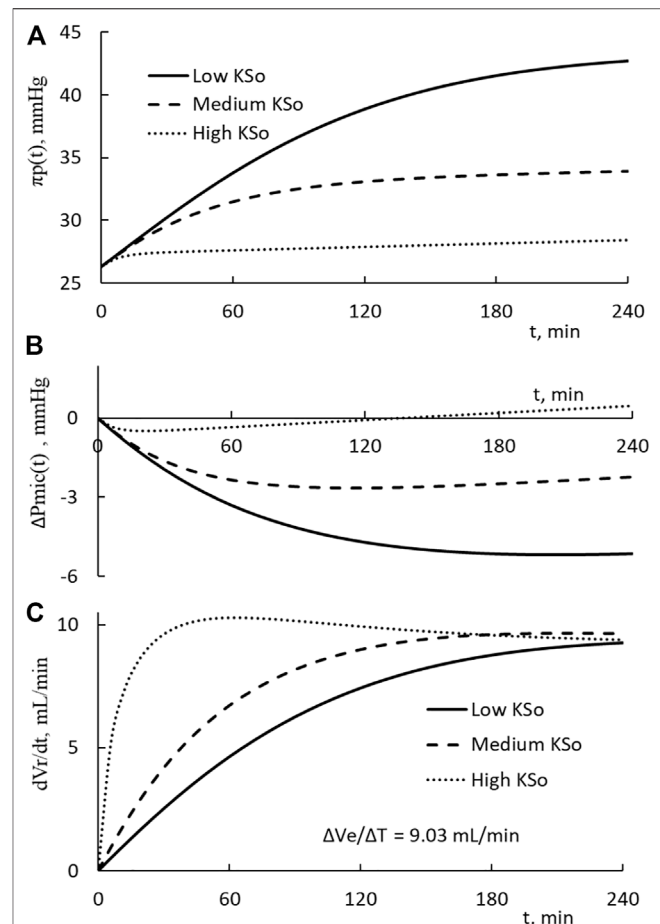 A
πp(t), mmHg
45
40
35
30
25
Low KSo
Medium KSo
High KSo
0 60 120 180 240
t, min
B
ΔPmic(t) , mmHg
t, min
0
0 60 120 180 240
-3
-6
C
dVr/dt, mL/min
10
5
0
Low KSo
Medium KSo
High KSo
ΔVe/ΔT = 9.03 mL/min
0 60 120 180 240
t, min